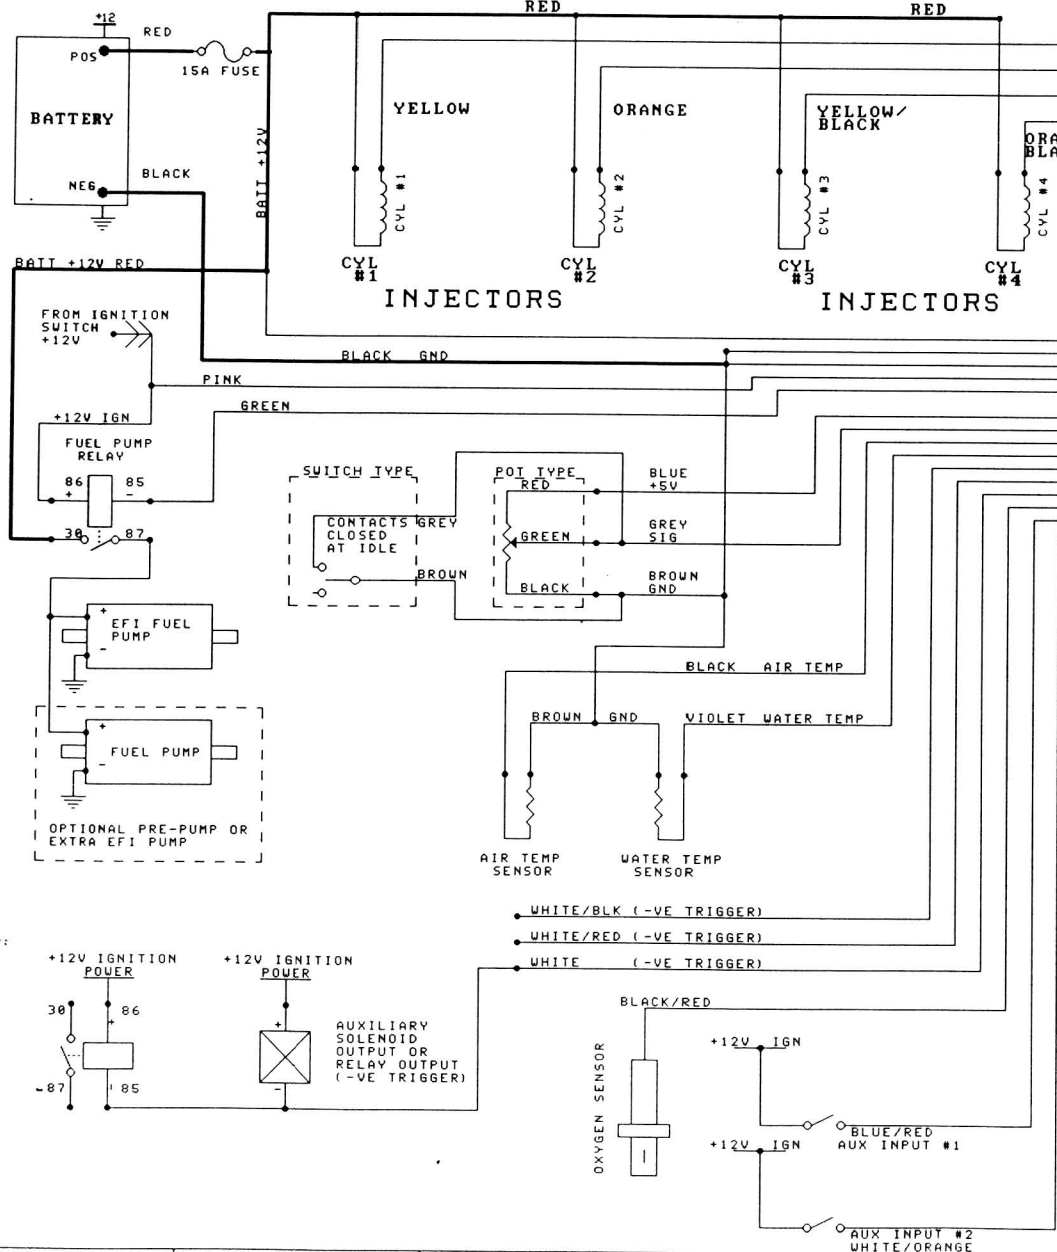 +12
RED
RED
RED
POS
15A FUSE
BATTERY
YELLOW
ORANGE
YELLOW/
BLACK
ORA
BLA
NEG
BLACK
BATT +12V
CYL #1
CYL #2
CYL #3
CYL #4
CYL
#1
CYL
#2
CYL
#3
CYL
#4
INJECTORS
INJECTORS
BATT +12V RED
FROM IGNITION
SWITCH
+12V
BLACK GND
PINK
GREEN
+12V IGN
FUEL PUMP
RELAY
86
85
+
-
30
87
SWITCH TYPE
CONTACTS
CLOSED
AT IDLE
GREY
BROWN
POT TYPE
RED
GREEN
BLACK
BLUE
+5V
GREY
SIG
BROWN
GND
+
EFI FUEL
PUMP
-
+
FUEL PUMP
-
OPTIONAL PRE-PUMP OR
EXTRA EFI PUMP
BLACK AIR TEMP
BROWN GND
VIOLET WATER TEMP
AIR TEMP
SENSOR
WATER TEMP
SENSOR
WHITE/BLK (-VE TRIGGER)
WHITE/RED (-VE TRIGGER)
WHITE (-VE TRIGGER)
:
+12V IGNITION
POWER
+12V IGNITION
POWER
30
86
+
87
85
-
+
-
AUXILIARY
SOLENOID
OUTPUT OR
RELAY OUTPUT
(-VE TRIGGER)
BLACK/RED
OXYGEN SENSOR
+12V IGN
BLUE/RED
AUX INPUT #1
+12V IGN
AUX INPUT #2
WHITE/ORANGE